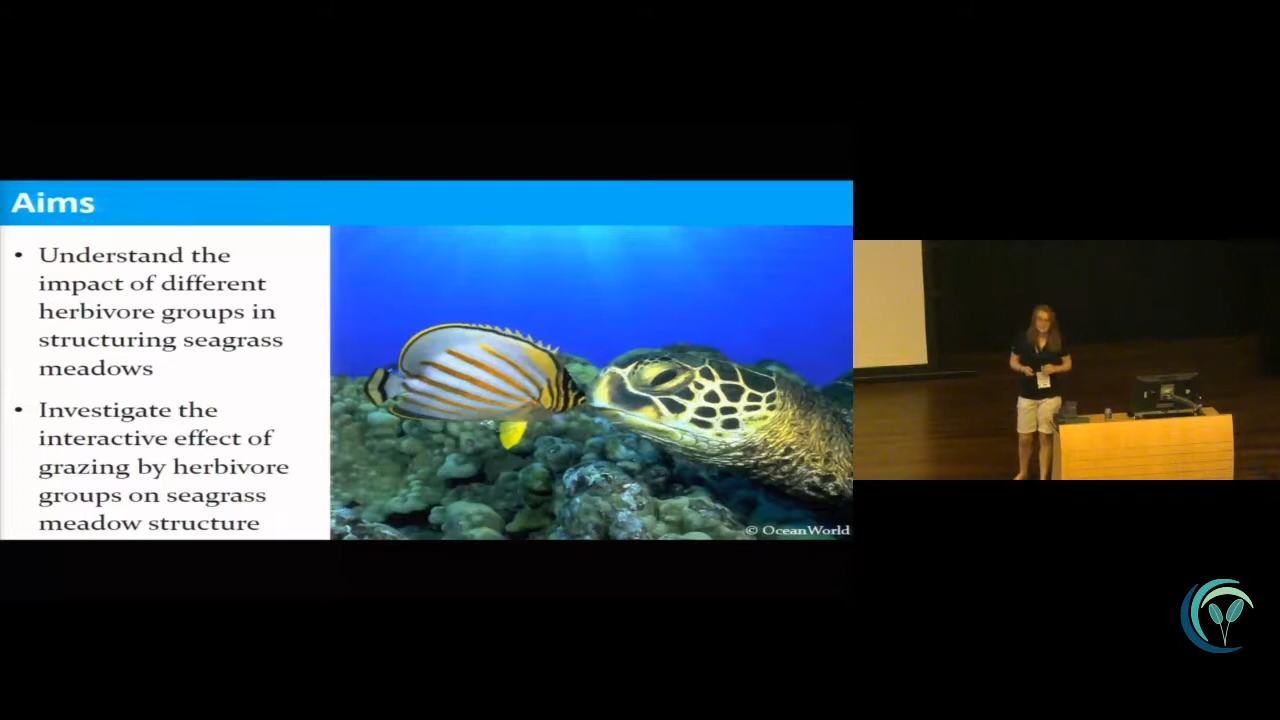 Aims
• Understand the
impact of different
herbivore groups in
structuring seagrass
meadows
• Investigate the
interactive effect of
grazing by herbivore
groups on seagrass
meadow structure
© OceanWorld